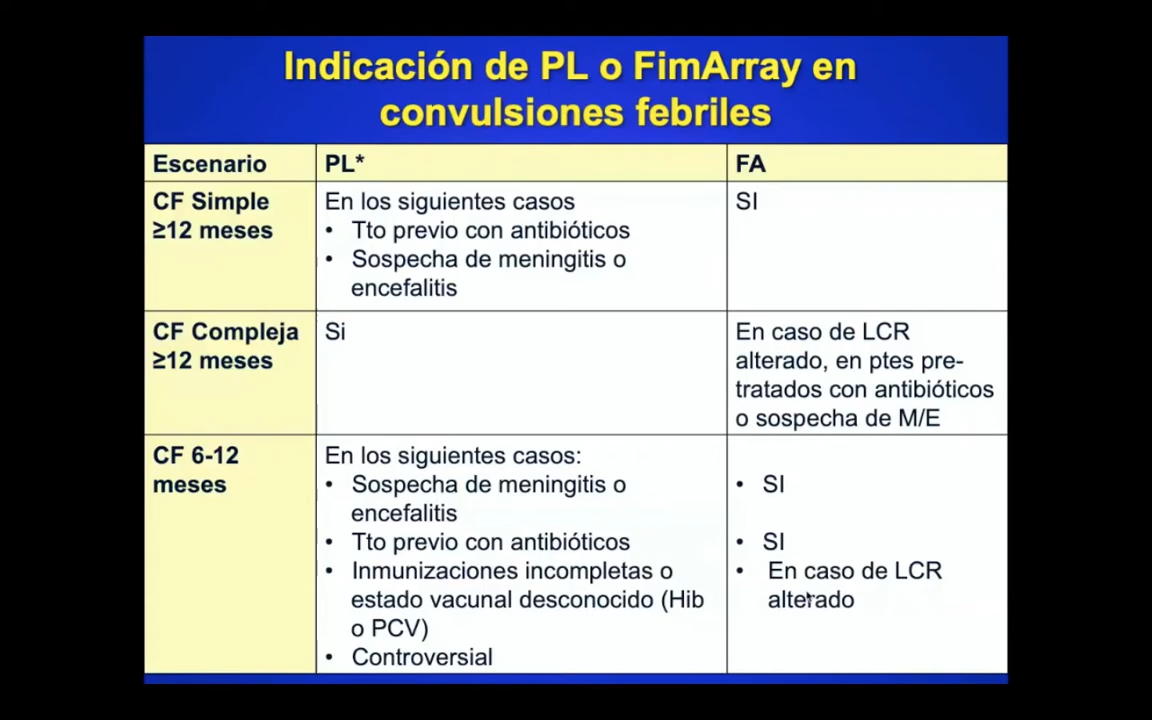 Indicación de PL o FimArray en
convulsiones febriles
Escenario
PL*
FA
CF Simple
≥12 meses
En los siguientes casos
• Tto previo con antibióticos
• Sospecha de meningitis o
encefalitis
SI
CF Compleja
≥12 meses
Si
En caso de LCR
alterado, en ptes pre-
tratados con antibióticos
o sospecha de M/E
CF 6-12
meses
En los siguientes casos:
• Sospecha de meningitis o
encefalitis
• Tto previo con antibióticos
• Inmunizaciones incompletas o
estado vacunal desconocido (Hib
o PCV)
• Controversial
• SI
• SI
• En caso de LCR
alterado